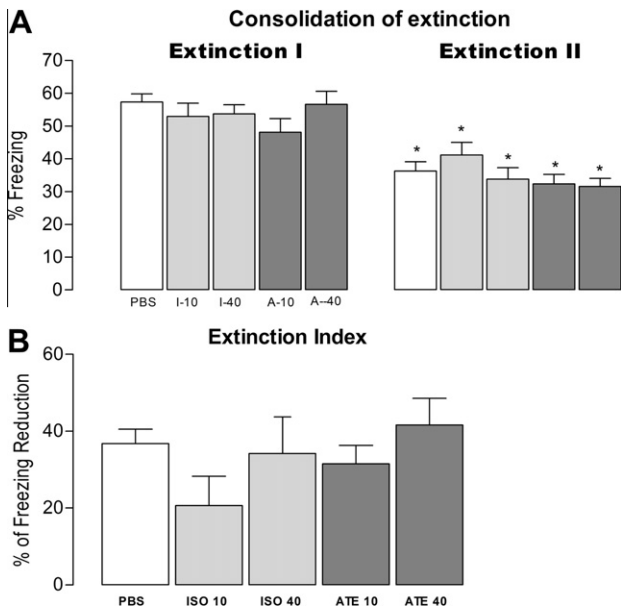 A
Consolidation of extinction
Extinction I
Extinction II
% Freezing
70
60
50
40
30
20
10
0
* * * * *
PBS I-10 I-40 A-10 A--40
B
Extinction Index
% of Freezing Reduction
60
40
20
0
PBS ISO 10 ISO 40 ATE 10 ATE 40